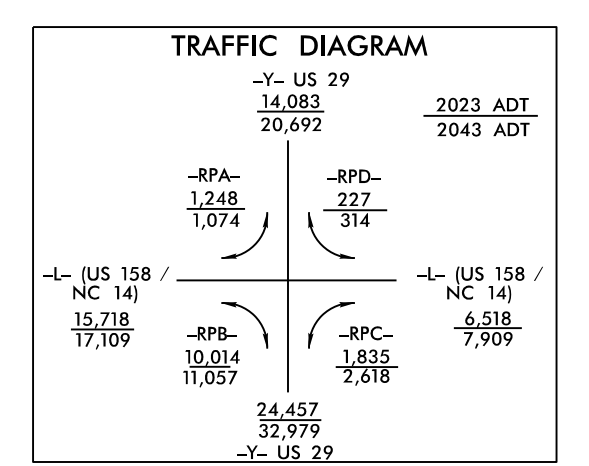 TRAFFIC DIAGRAM
–Y– US 29
14,083
20,692
2023 ADT
2043 ADT
–RPA–
1,248
1,074
–RPD–
227
314
–L– (US 158 /
NC 14)
15,718
17,109
–L– (US 158 /
NC 14)
6,518
7,909
–RPB–
10,014
11,057
–RPC–
1,835
2,618
24,457
32,979
–Y– US 29